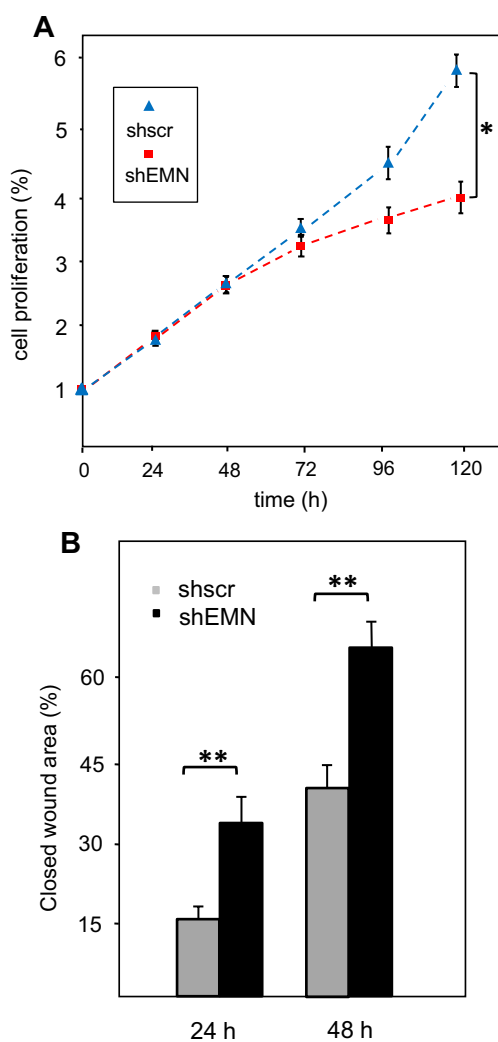 A
cell proliferation (%)
6
5
4
3
2
1
shscr
shEMN
*
0 24 48 72 96 120
time (h)
B
Closed wound area (%)
shscr
shEMN
60
45
30
15
**
**
24 h 48 h